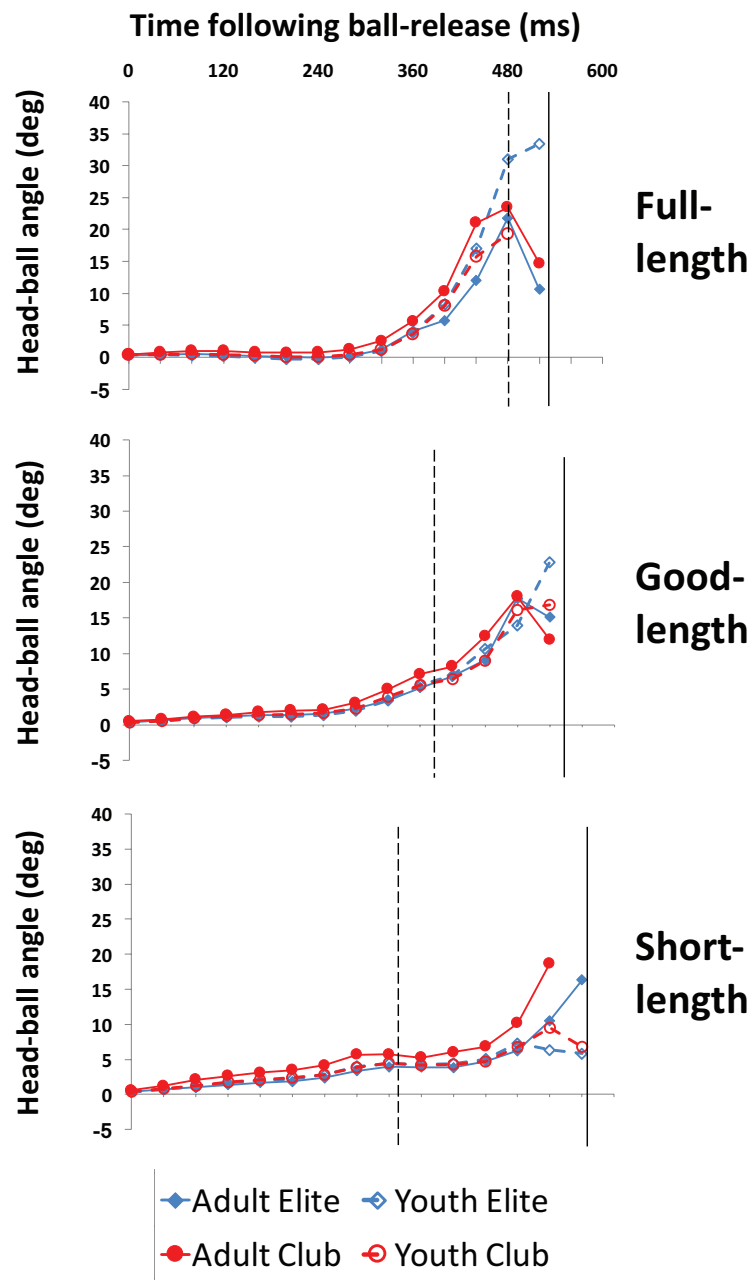 Time following ball-release (ms)
0 120 240 360 480 600
Head-ball angle (deg)
40
35
30
25
20
15
10
5
0
-5
Full-
length
Head-ball angle (deg)
40
35
30
25
20
15
10
5
0
-5
Good-
length
Head-ball angle (deg)
40
35
30
25
20
15
10
5
0
-5
Short-
length
Adult Elite Youth Elite
Adult Club Youth Club